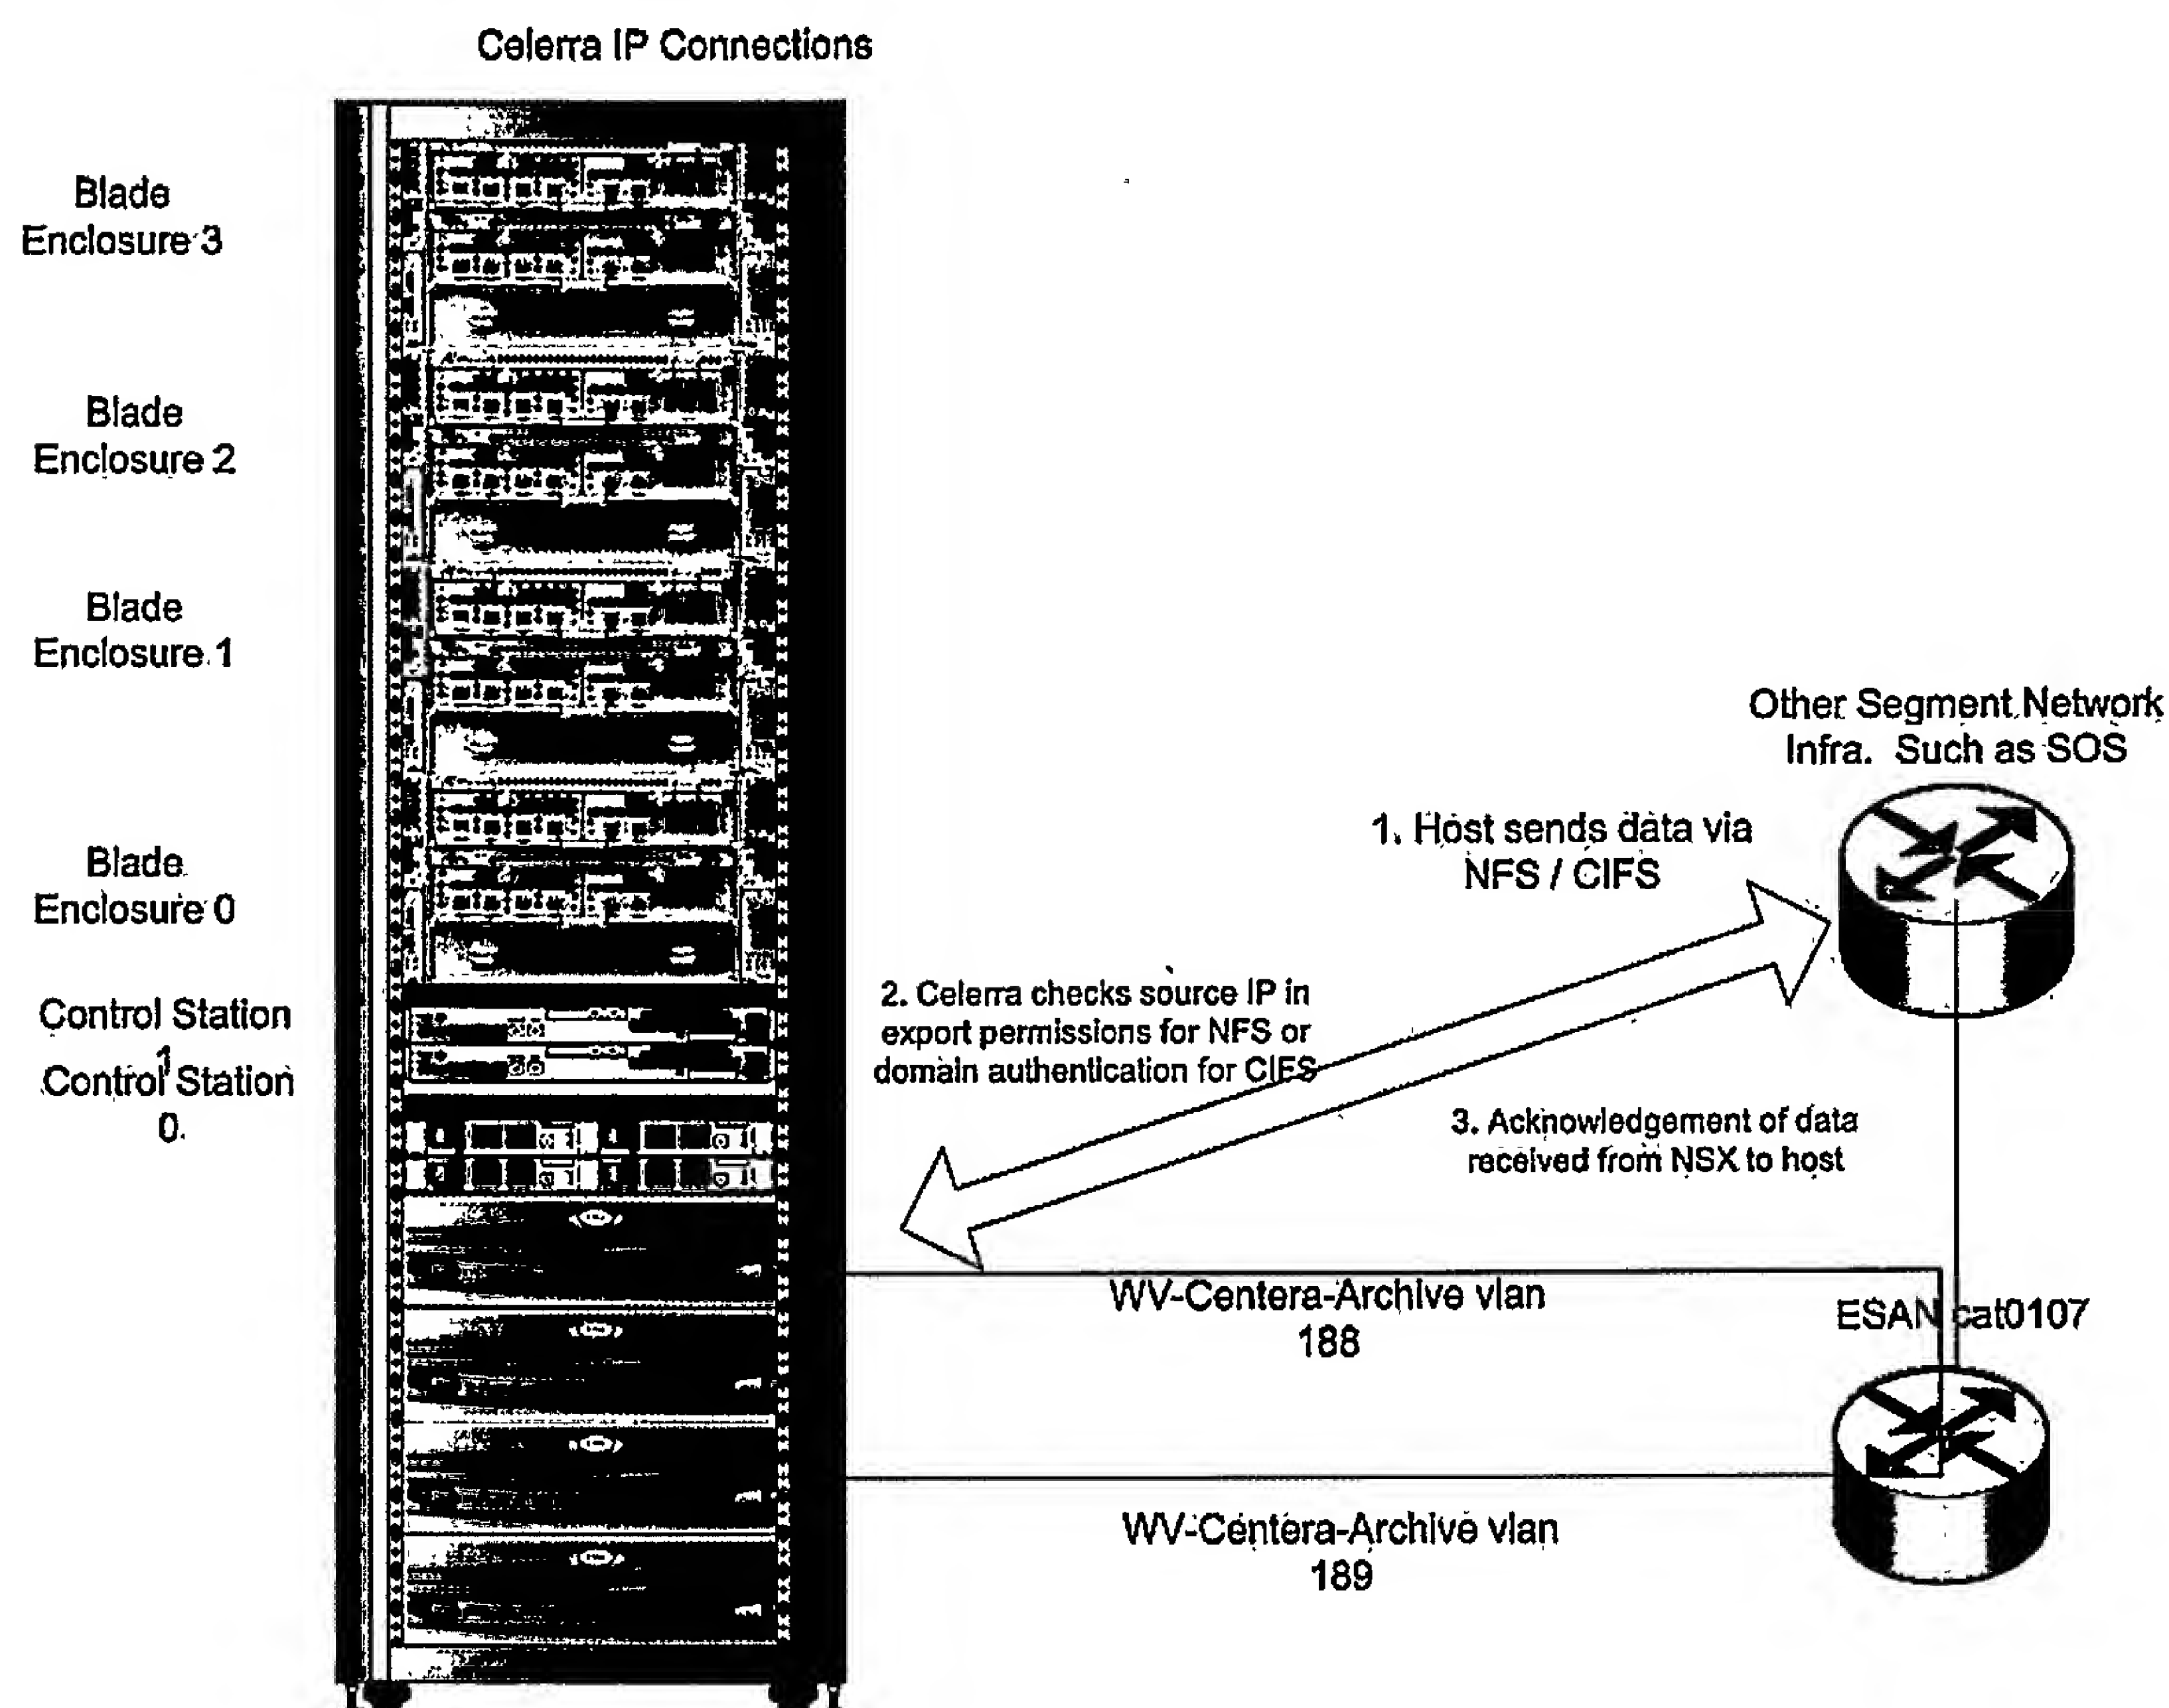 Celerra IP Connections
Blade
Enclosure 3
Blade
Enclosure 2
Blade
Enclosure 1
Blade
Enclosure 0
Control Station
1
Control Station
0
Other Segment Network
Infra. Such as SOS
1. Host sends data via
NFS / CIFS
2. Celerra checks source IP in
export permissions for NFS or
domain authentication for CIFS
3. Acknowledgement of data
received from NSX to host
WV-Centera-Archive vlan
188
ESAN cat0107
WV-Centera-Archive vlan
189